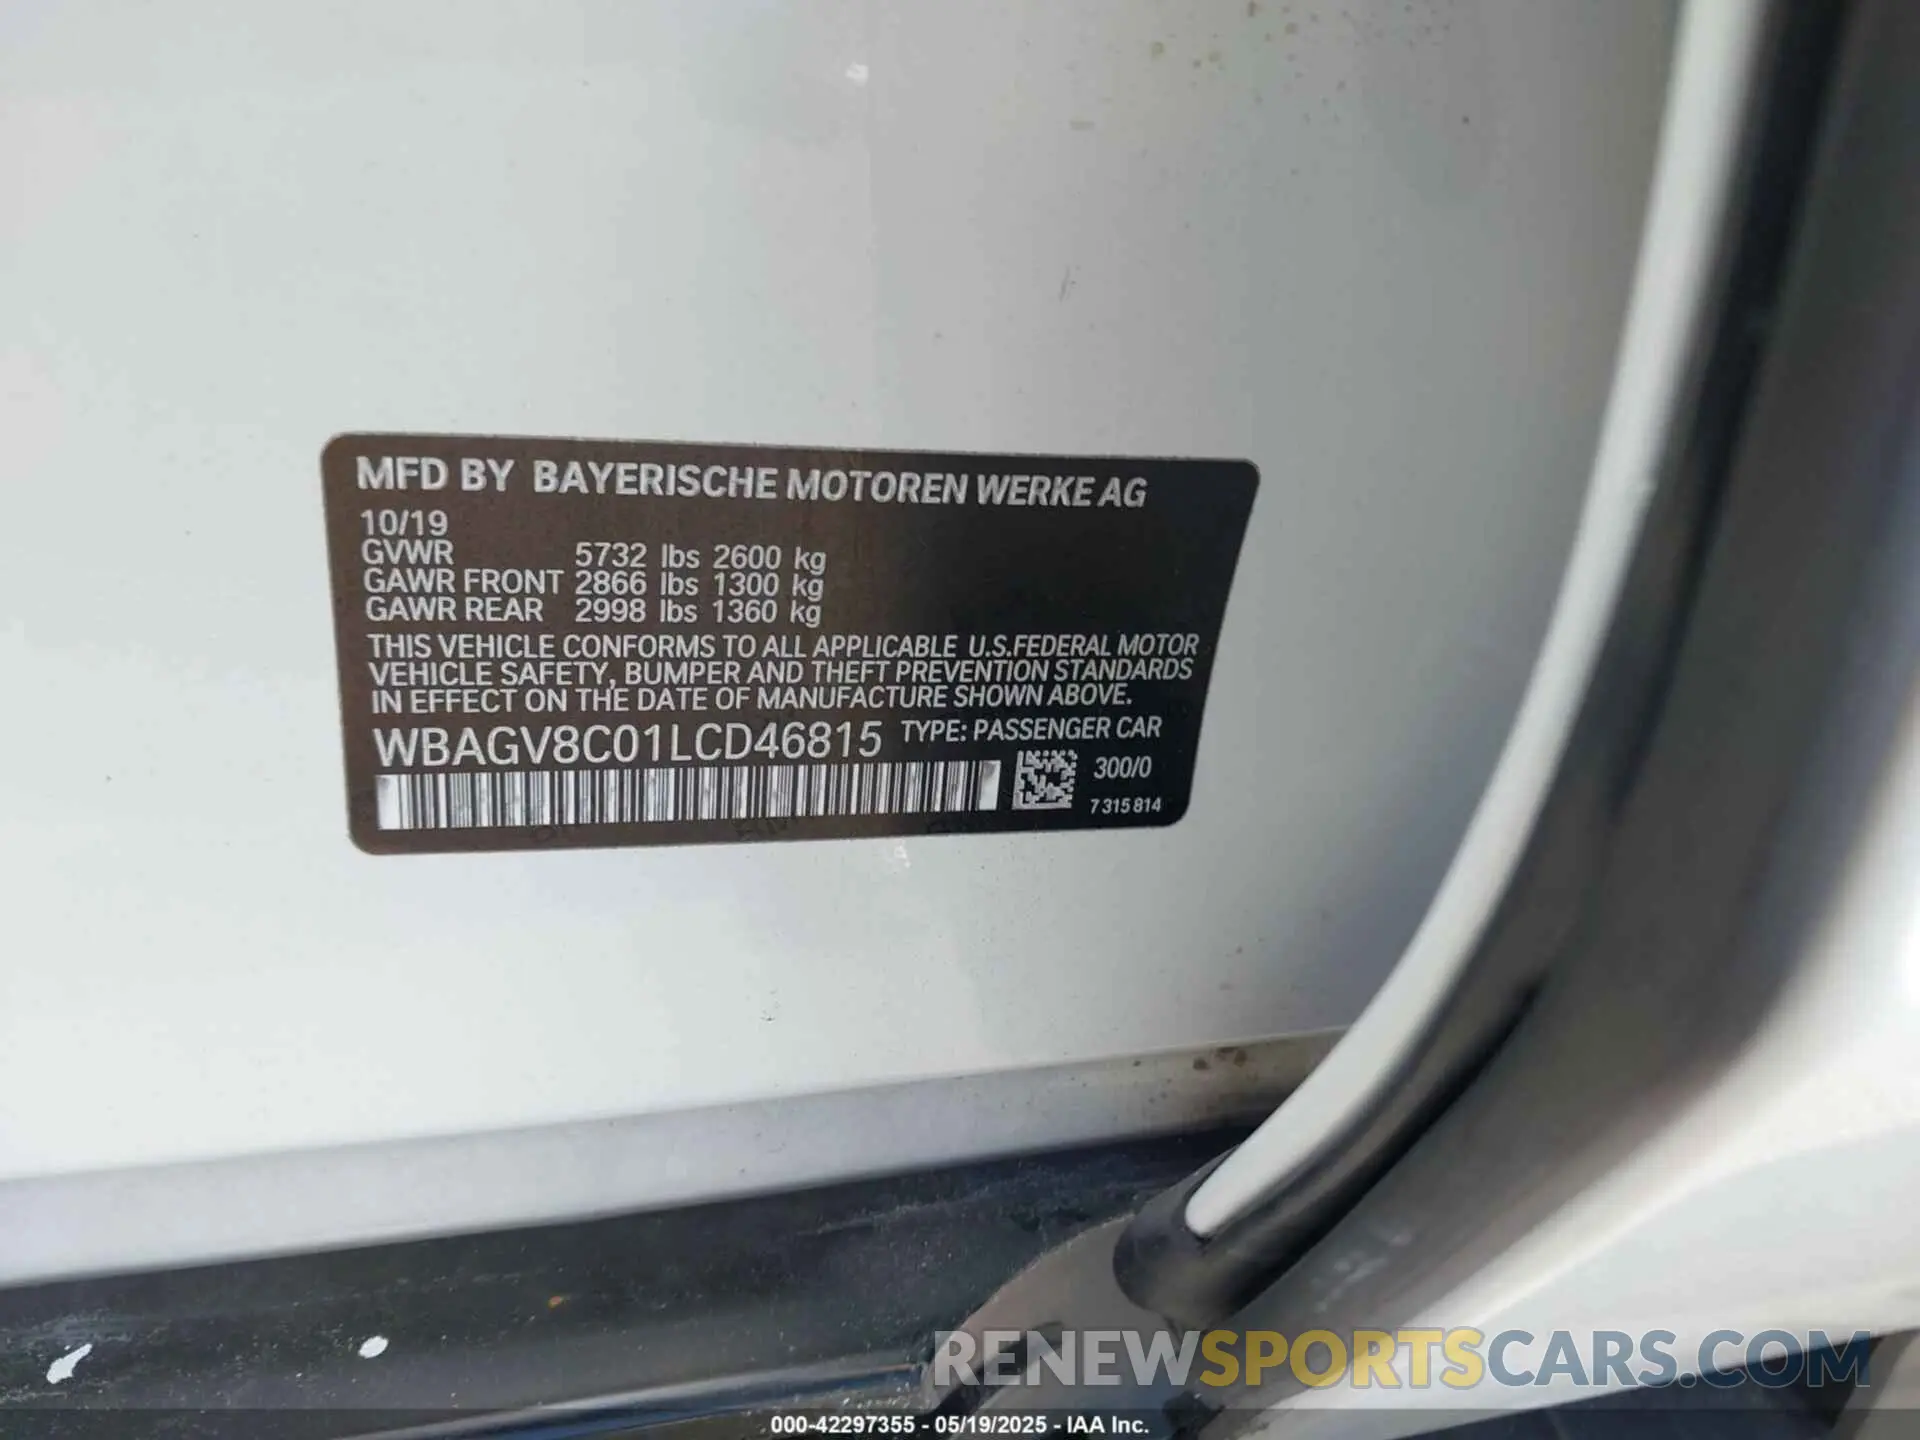 MFD BY BAYERISCHE MOTOREN WERKE AG
10/19
GVWR 5732 lbs 2600 kg
GAWR FRONT 2866 lbs 1300 kg
GAWR REAR 2998 lbs 1360 kg
THIS VEHICLE CONFORMS TO ALL APPLICABLE U.S.FEDERAL MOTOR
VEHICLE SAFETY, BUMPER AND THEFT PREVENTION STANDARDS
IN EFFECT ON THE DATE OF MANUFACTURE SHOWN ABOVE.
WBAGV8C01LCD46815 TYPE: PASSENGER CAR
300/0
7 315 814
RENEWSPORTSCARS.COM
000-42297355 - 05/19/2025 - IAA Inc.